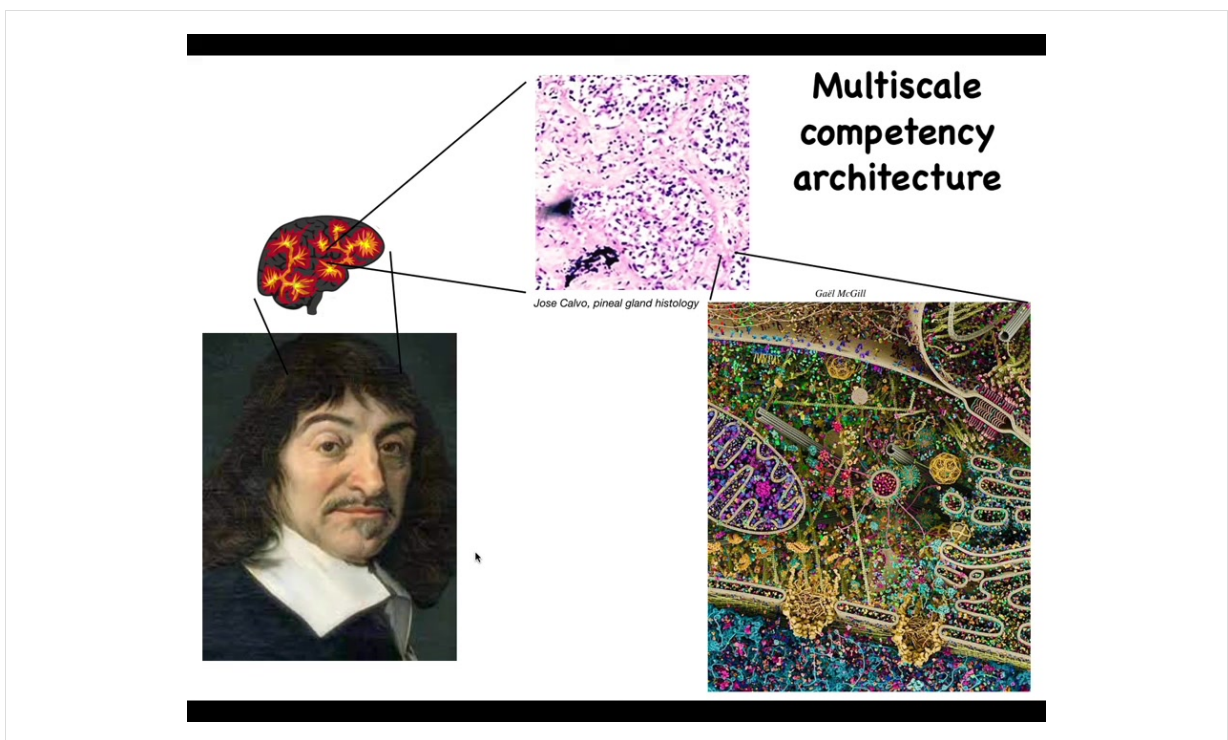 Multiscale
competency
architecture
Jose Calvo, pineal gland histology
Gaël McGill